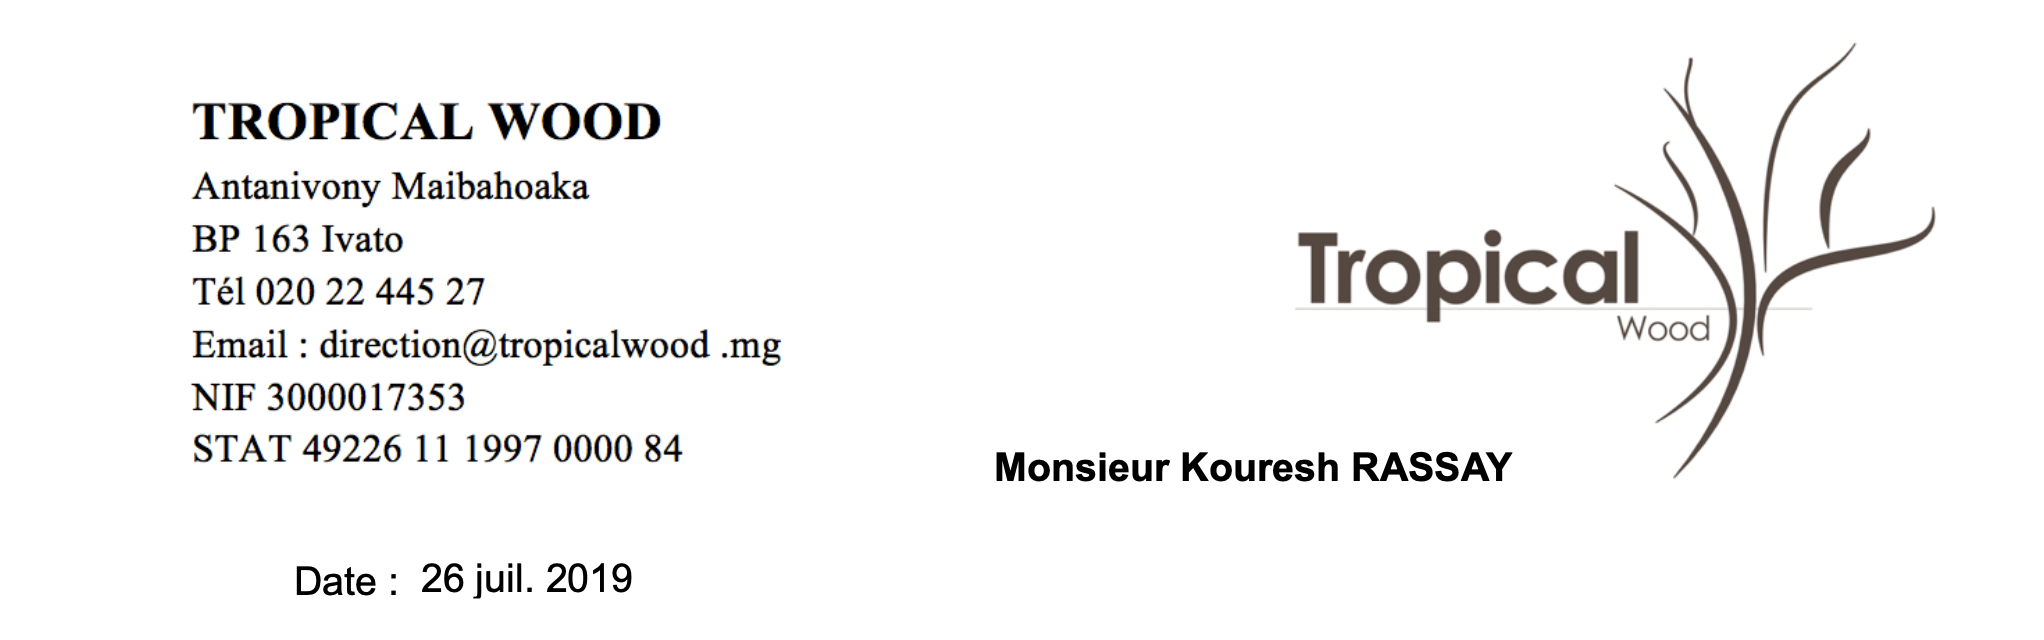 TROPICAL WOOD
Antanivony Maibahoaka
BP 163 Ivato
Tél 020 22 445 27
Email : direction@tropicalwood .mg
NIF 3000017353
STAT 49226 11 1997 0000 84
Tropical
Wood
Monsieur Kouresh RASSAY
Date : 26 juil. 2019